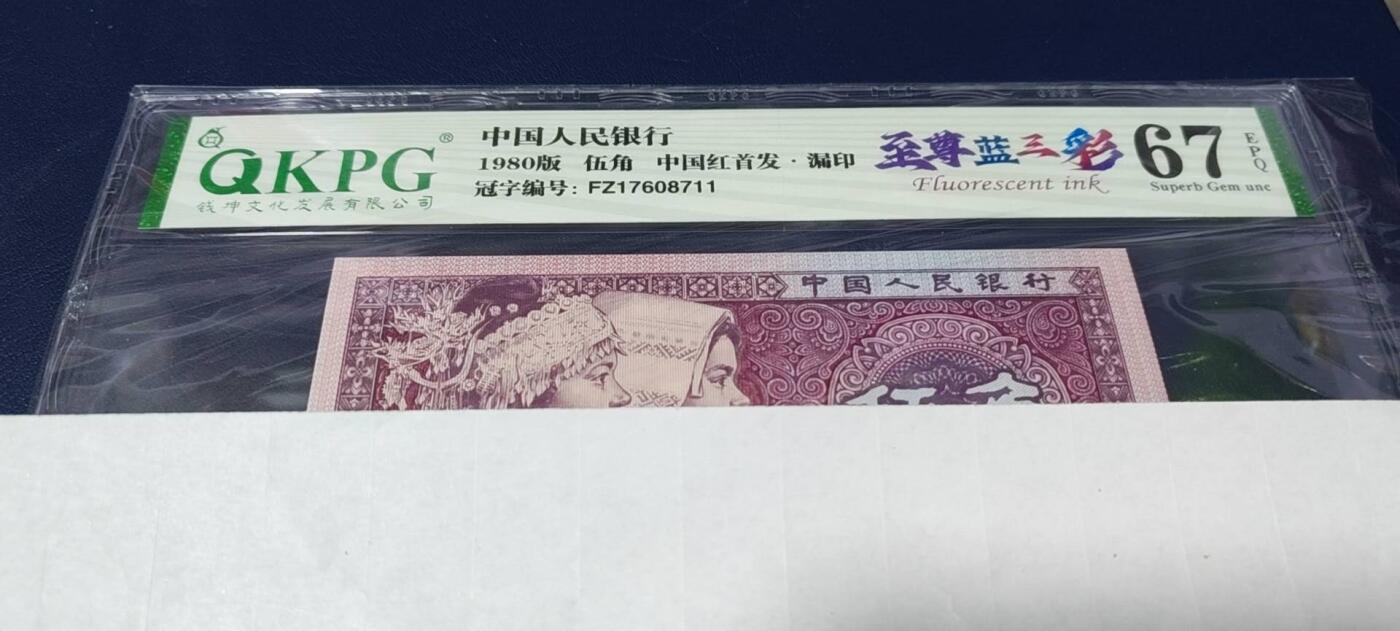 QKPG®
钱坤文化发展有限公司
中国人民银行
1980版 伍角 中国红首发·漏印
冠字编号: FZ17608711
至尊蓝三彩
Fluorescent ink
67
EPQ
Superb Gem unc
中国人民银行